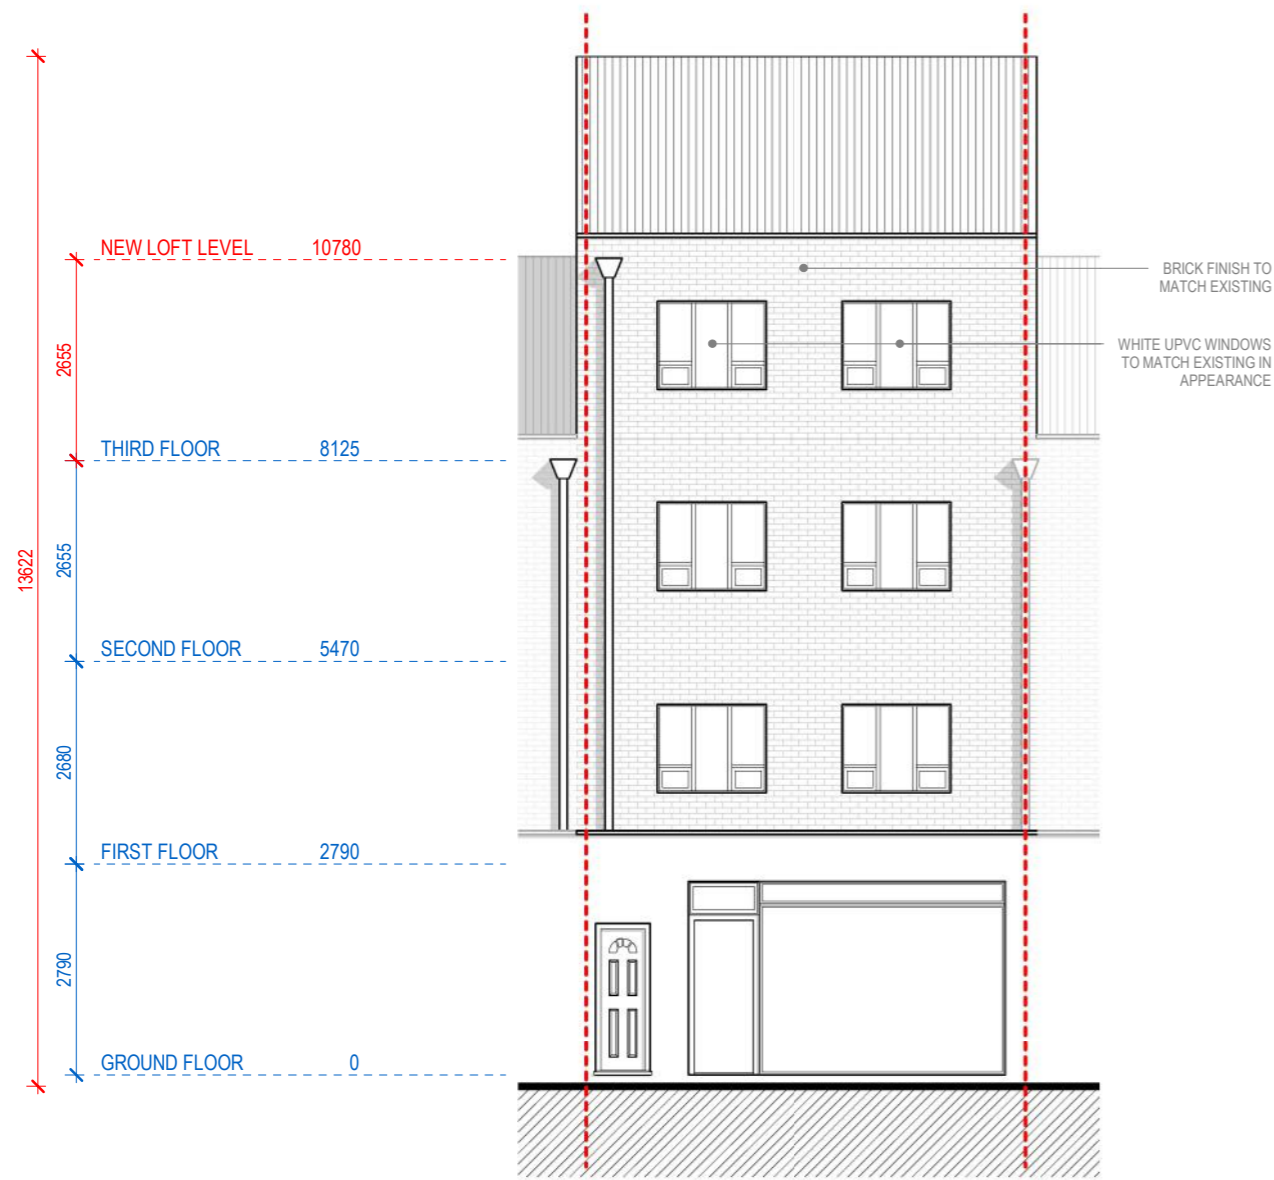 NEW LOFT LEVEL 10780
BRICK FINISH TO
MATCH EXISTING
WHITE UPVC WINDOWS
TO MATCH EXISTING IN
APPEARANCE
2655
THIRD FLOOR 8125
2655
13622
SECOND FLOOR 5470
2680
FIRST FLOOR 2790
2790
GROUND FLOOR 0